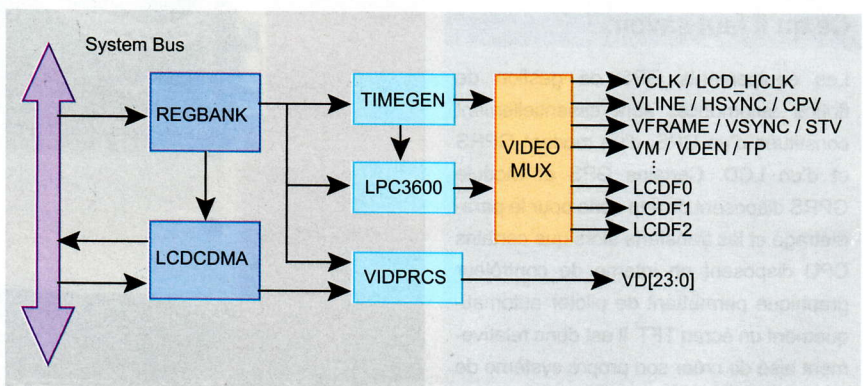 System Bus
REGBANK
LCDCDMA
TIMEGEN
LPC3600
VIDPRCS
VIDEO
MUX
VCLK / LCD_HCLK
VLINE / HSYNC / CPV
VFRAME / VSYNC / STV
VM / VDEN / TP
LCDF0
LCDF1
LCDF2
VD[23:0]